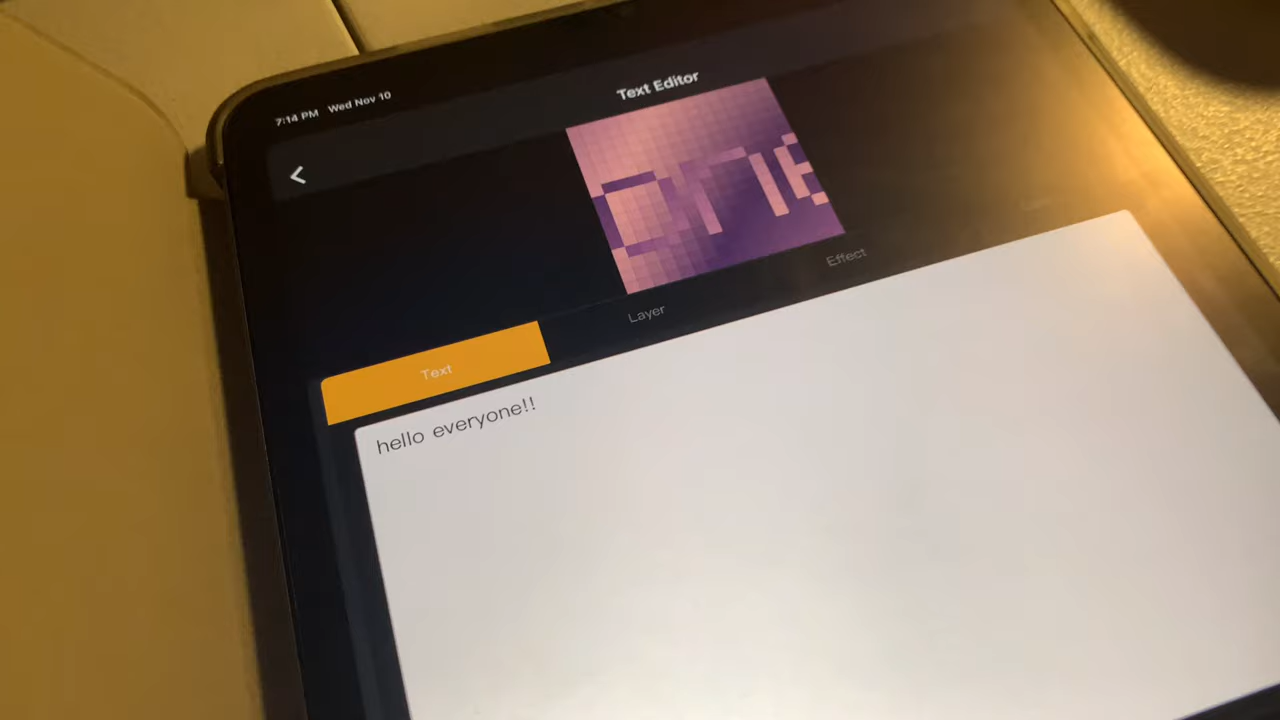 7:14 PM Wed Nov 10
Text Editor
Text
Layer
Effect
hello everyone!!